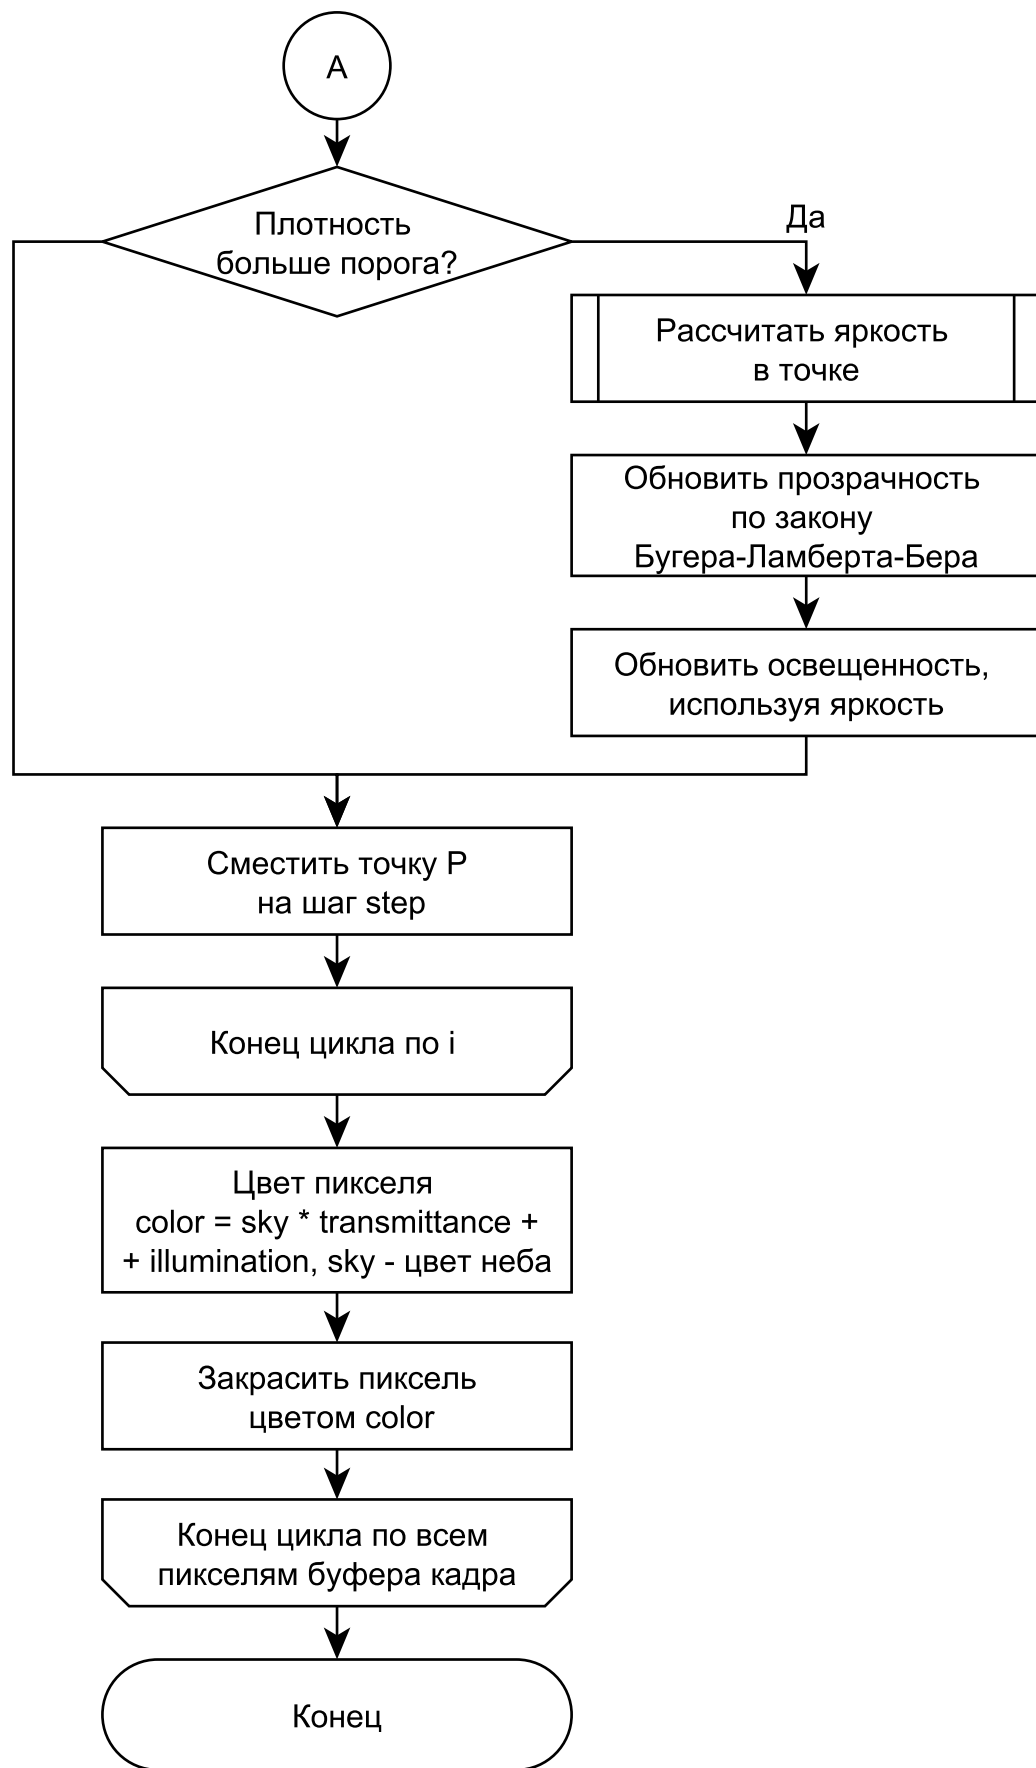 А
Плотность
больше порога?
Да
Рассчитать яркость
в точке
Обновить прозрачность
по закону
Бугера-Ламберта-Бера
Обновить освещенность,
используя яркость
Сместить точку P
на шаг step
Конец цикла по i
Цвет пикселя
color = sky * transmittance +
+ illumination, sky - цвет неба
Закрасить пиксель
цветом color
Конец цикла по всем
пикселям буфера кадра
Конец